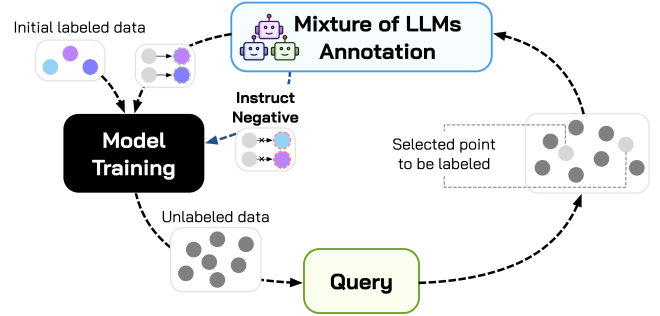 Initial labeled data
Mixture of LLMs
Annotation
Instruct
Negative
Model
Training
Selected point
to be labeled
Unlabeled data
Query